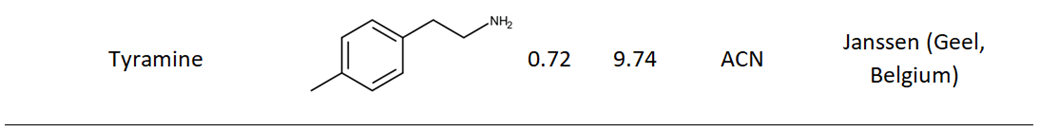 NH₂
Tyramine 0.72 9.74 ACN Janssen (Geel,
Belgium)